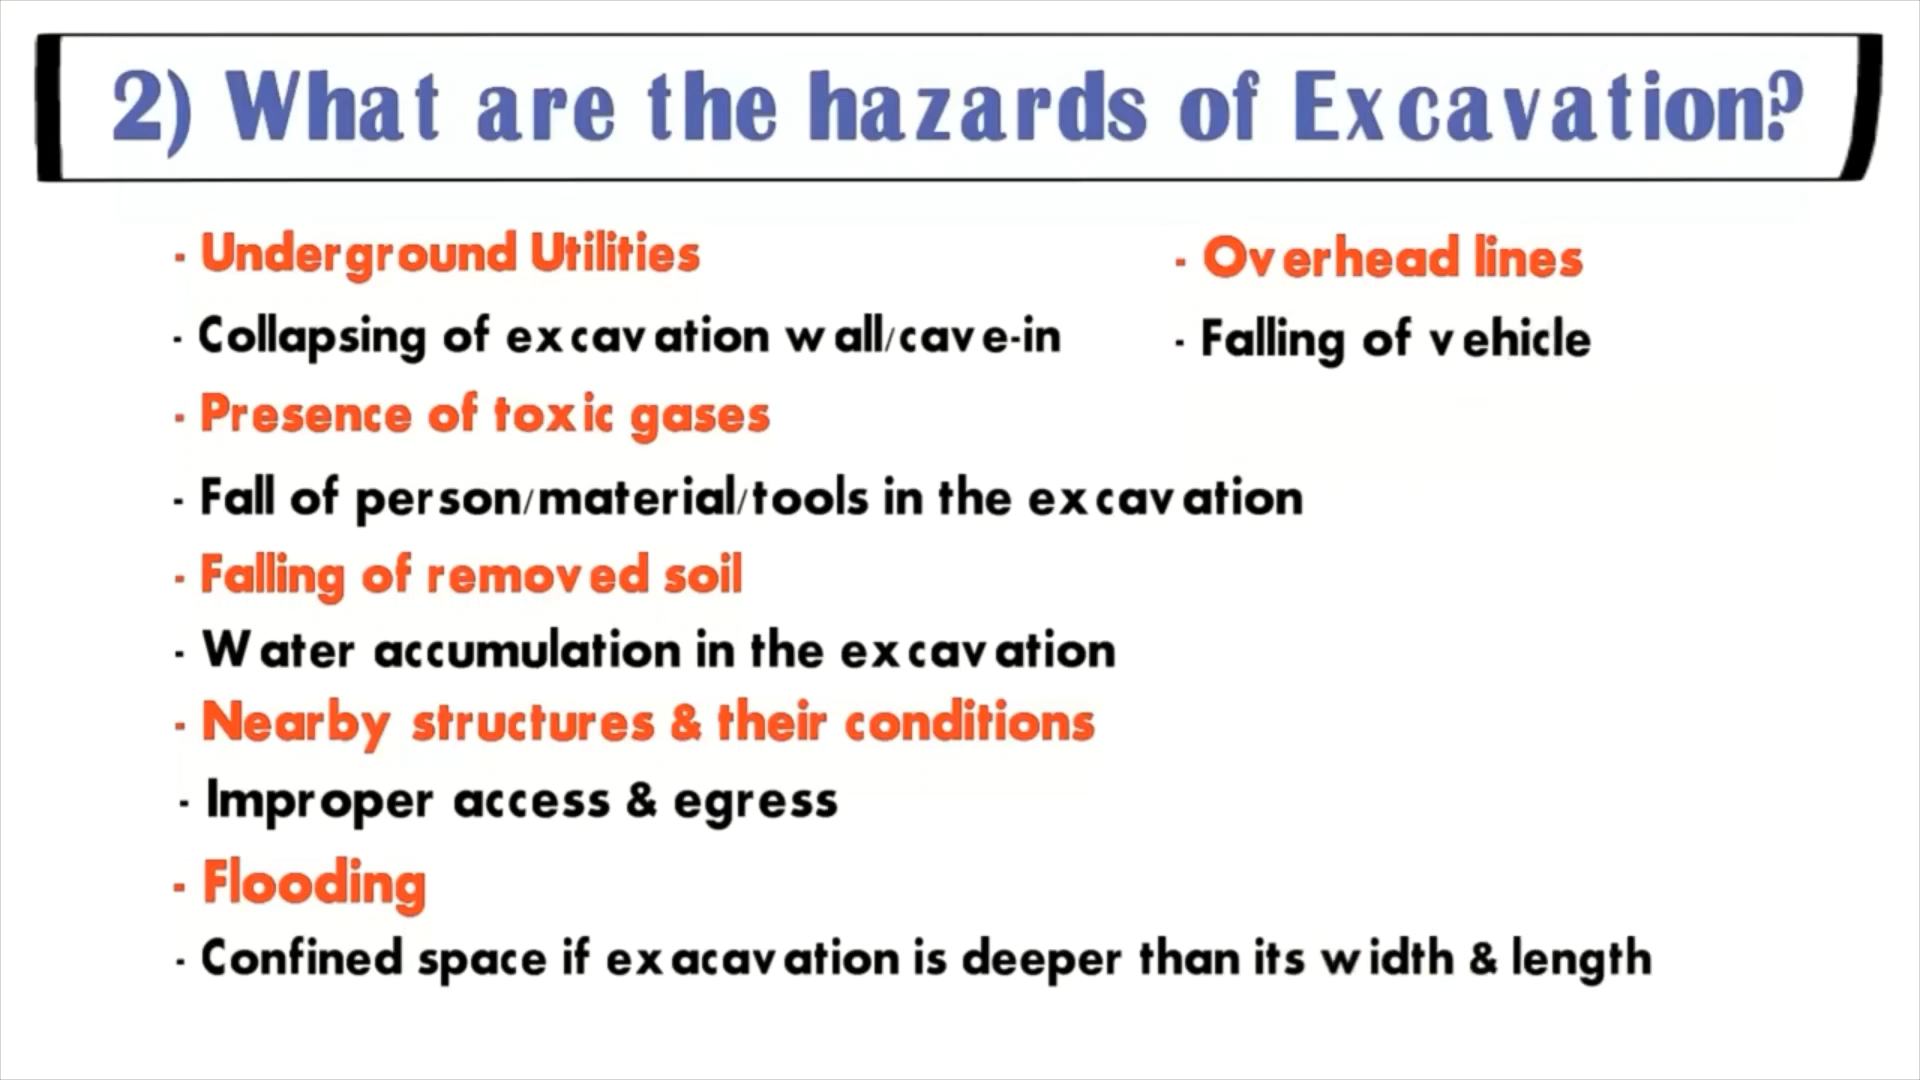 2) What are the hazards of Excavation?
- Underground Utilities
- Collapsing of excavation wall/cave-in
- Presence of toxic gases
- Fall of person/material/tools in the excavation
- Falling of removed soil
- Water accumulation in the excavation
- Nearby structures & their conditions
- Improper access & egress
- Flooding
- Confined space if exacavation is deeper than its width & length
- Overhead lines
- Falling of vehicle